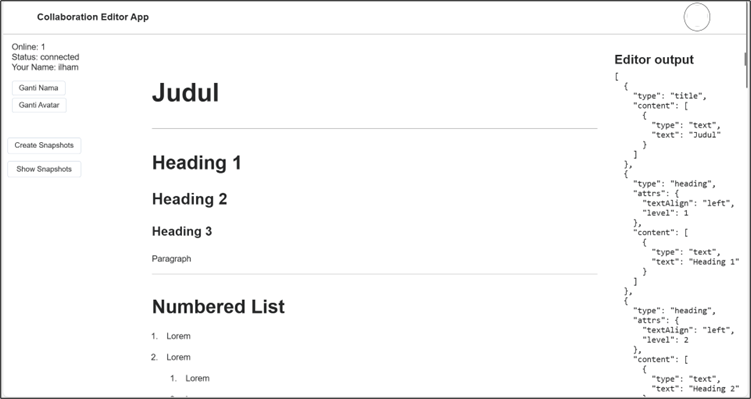 Collaboration Editor App
Online: 1
Status: connected
Your Name: ilham
Ganti Nama
Ganti Avatar
Create Snapshots
Show Snapshots
Judul
Heading 1
Heading 2
Heading 3
Paragraph
Numbered List
1. Lorem
2. Lorem
1. Lorem
Editor output
[
{
"type": "title",
"content": [
{
"type": "text",
"text": "Judul"
}
]
},
{
"type": "heading",
"attrs": {
"textAlign": "left",
"level": 1
},
"content": [
{
"type": "text",
"text": "Heading 1"
}
]
},
{
"type": "heading",
"attrs": {
"textAlign": "left",
"level": 2
},
"content": [
{
"type": "text",
"text": "Heading 2"